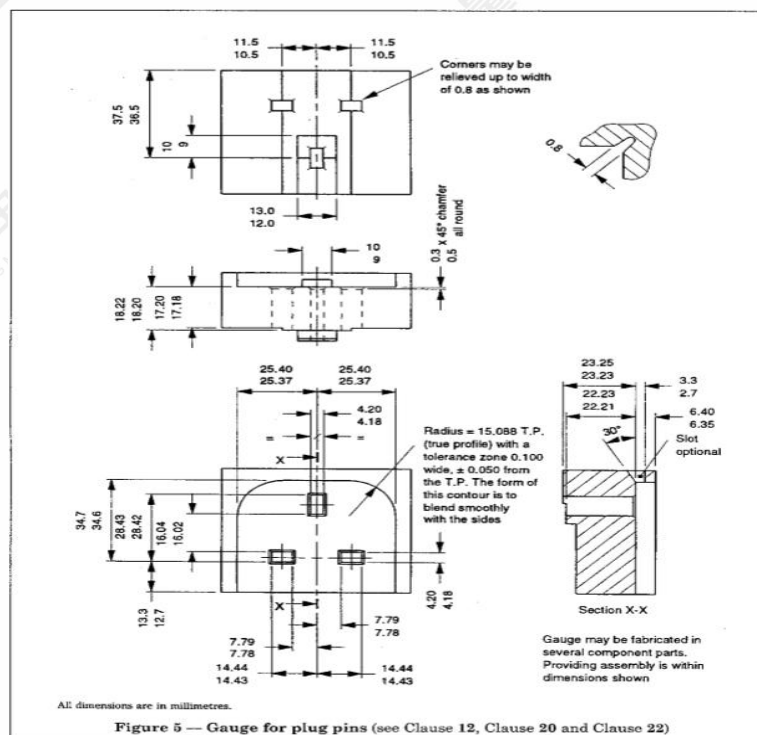 11.5
10.5
11.5
10.5
Corners may be
relieved up to width
of 0.8 as shown
37.5
36.5
10
9
0.8
13.0
12.0
0.3 x 45° chamfer
0.5 all round
10
9
18.22
18.20
17.20
17.18
25.40
25.37
25.40
25.37
4.20
4.18
=
=
X
Radius = 15.088 T.P.
(true profile) with a
tolerance zone 0.100
wide, ± 0.050 from
the T.P. The form of
this contour is to
blend smoothly
with the sides
23.25
23.23
22.23
22.21
3.3
2.7
6.40
6.35
30°
Slot
optional
34.7
34.6
28.43
28.42
16.04
16.02
13.3
12.7
X
4.20
4.18
7.79
7.78
7.79
7.78
14.44
14.43
14.44
14.43
Section X-X
Gauge may be fabricated in
several component parts.
Providing assembly is within
dimensions shown
All dimensions are in millimetres.
Figure 5 — Gauge for plug pins (see Clause 12, Clause 20 and Clause 22)